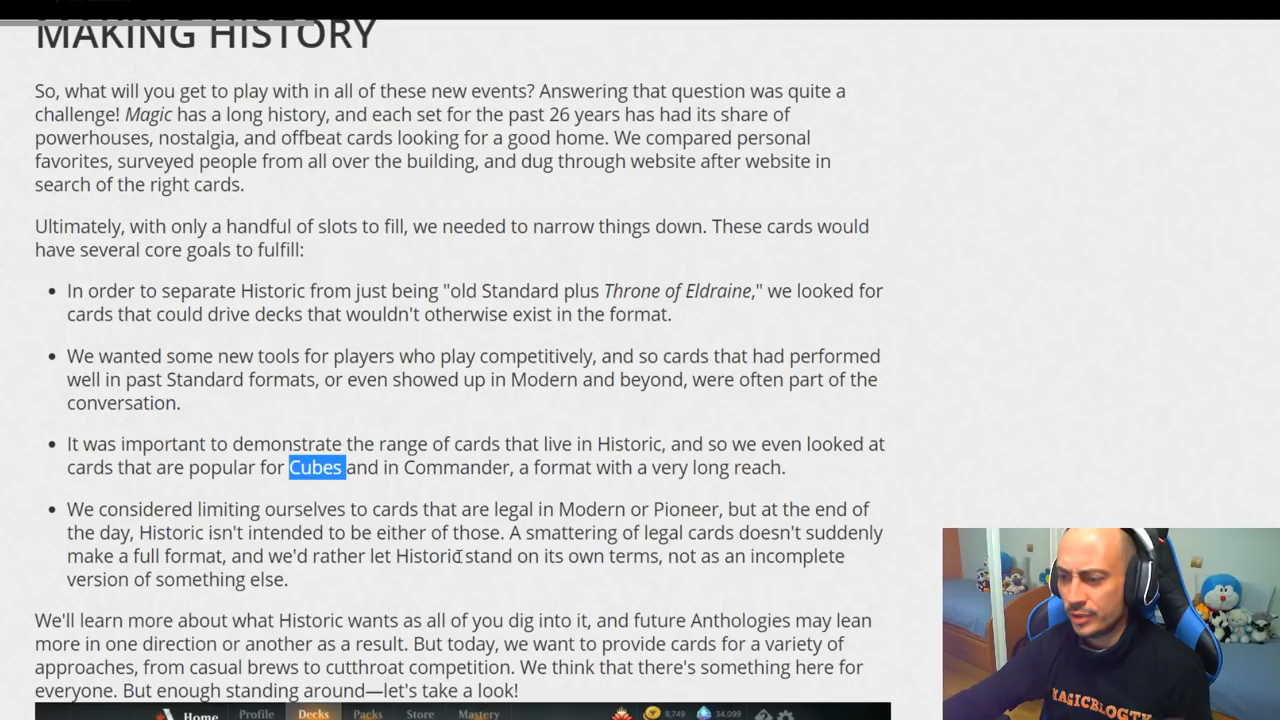 MAKING HISTORY
So, what will you get to play with in all of these new events? Answering that question was quite a
challenge! Magic has a long history, and each set for the past 26 years has had its share of
powerhouses, nostalgia, and offbeat cards looking for a good home. We compared personal
favorites, surveyed people from all over the building, and dug through website after website in
search of the right cards.
Ultimately, with only a handful of slots to fill, we needed to narrow things down. These cards would
have several core goals to fulfill:
• In order to separate Historic from just being "old Standard plus Throne of Eldraine," we looked for
cards that could drive decks that wouldn't otherwise exist in the format.
• We wanted some new tools for players who play competitively, and so cards that had performed
well in past Standard formats, or even showed up in Modern and beyond, were often part of the
conversation.
• It was important to demonstrate the range of cards that live in Historic, and so we even looked at
cards that are popular for Cubes and in Commander, a format with a very long reach.
• We considered limiting ourselves to cards that are legal in Modern or Pioneer, but at the end of
the day, Historic isn't intended to be either of those. A smattering of legal cards doesn't suddenly
make a full format, and we'd rather let Historic stand on its own terms, not as an incomplete
version of something else.
We'll learn more about what Historic wants as all of you dig into it, and future Anthologies may lean
more in one direction or another as a result. But today, we want to provide cards for a variety of
approaches, from casual brews to cutthroat competition. We think that there's something here for
everyone. But enough standing around—let's take a look!
Home Profile Decks Packs Store Mastery 8,749 34,099
MAGICBLOGTV